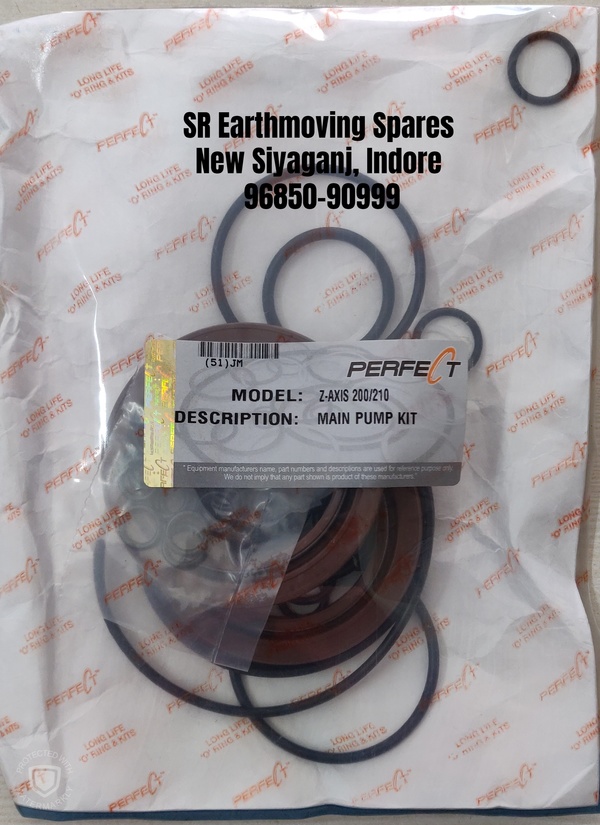 PERFECT
LONG LIFE
'O' RING & KITS
SR Earthmoving Spares
New Siyaganj, Indore
96850-90999
(51)JM
PERFECT
MODEL: Z-AXIS 200/210
DESCRIPTION: MAIN PUMP KIT
" Equipment manufacturers name, part numbers and descriptions are used for reference purpose only
We do not imply that any part shown is product of these manufacturers."
PERFECT